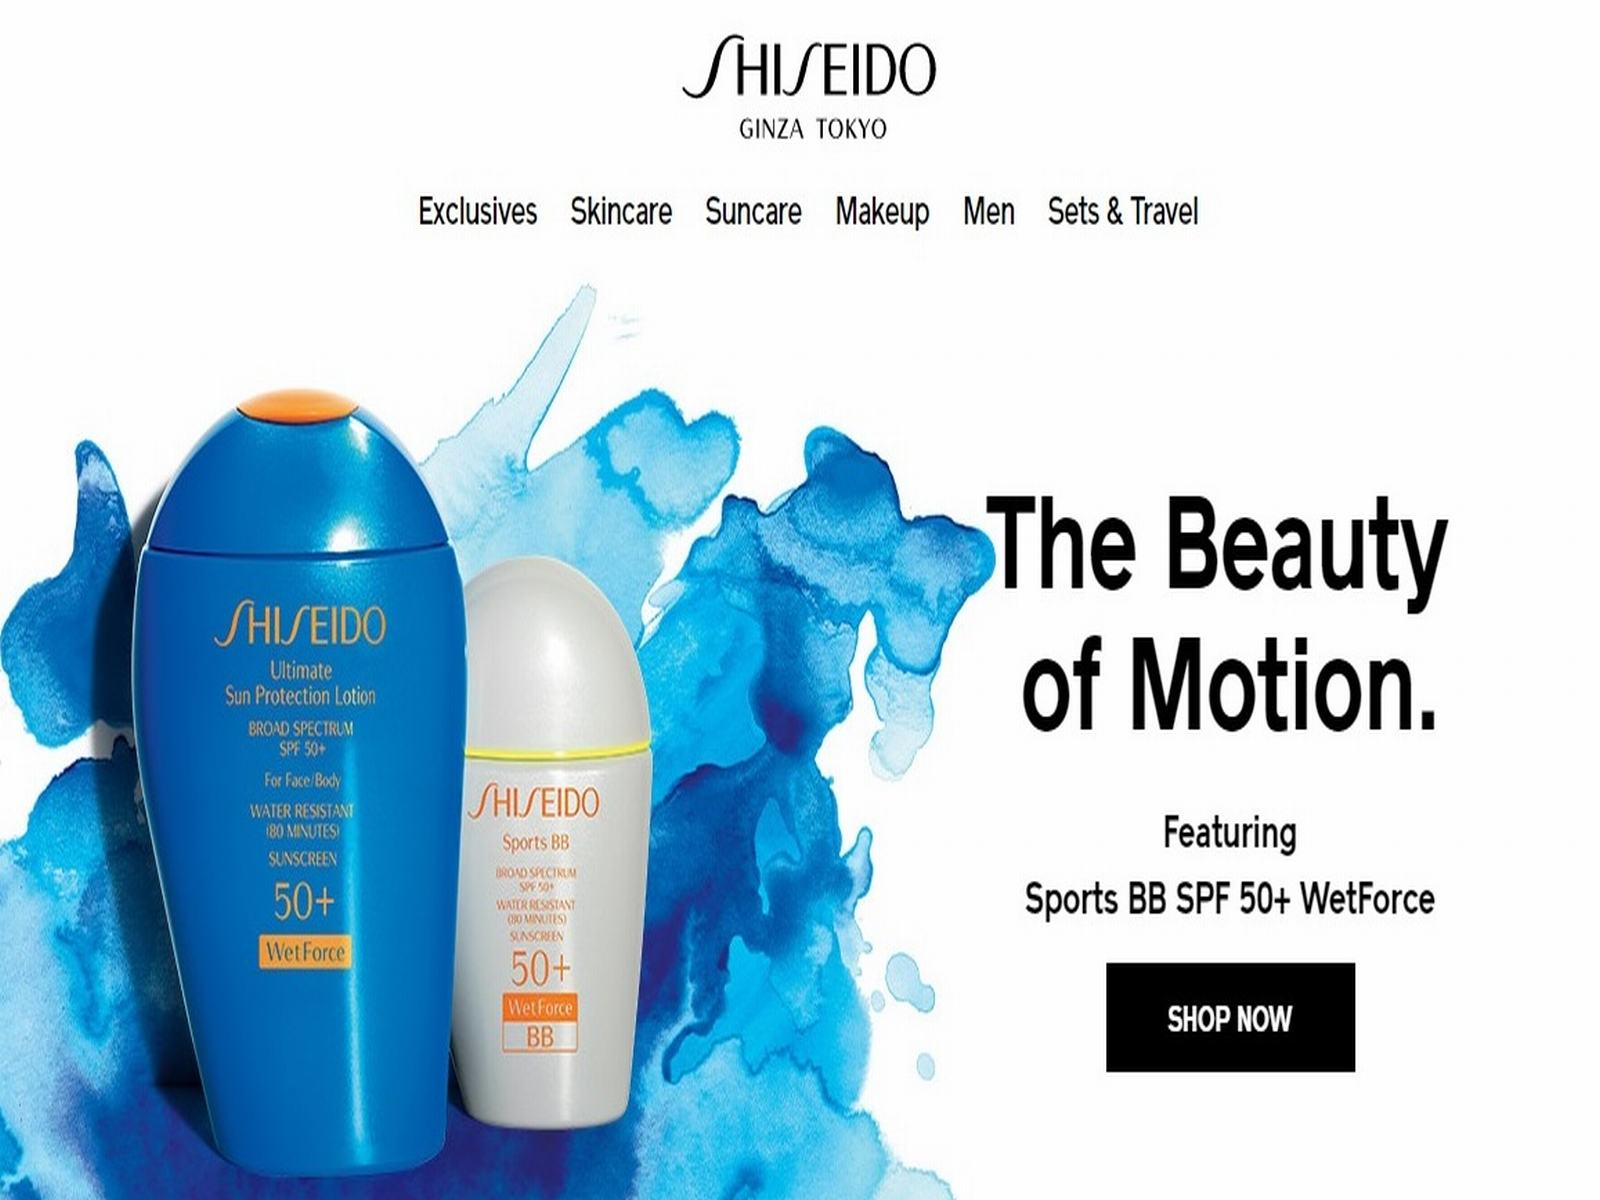 SHISEIDO
GINZA TOKYO
Exclusives Skincare Suncare Makeup Men Sets & Travel
The Beauty
of Motion.
Featuring
Sports BB SPF 50+ WetForce
SHOP NOW
SHISEIDO
Ultimate
Sun Protection Lotion
BROAD SPECTRUM
SPF 50+
For Face/Body
WATER RESISTANT
(80 MINUTES)
SUNSCREEN
50+
WetForce
SHISEIDO
Sports BB
BROAD SPECTRUM
SPF 50+
WATER RESISTANT
(80 MINUTES)
SUNSCREEN
50+
WetForce
BB